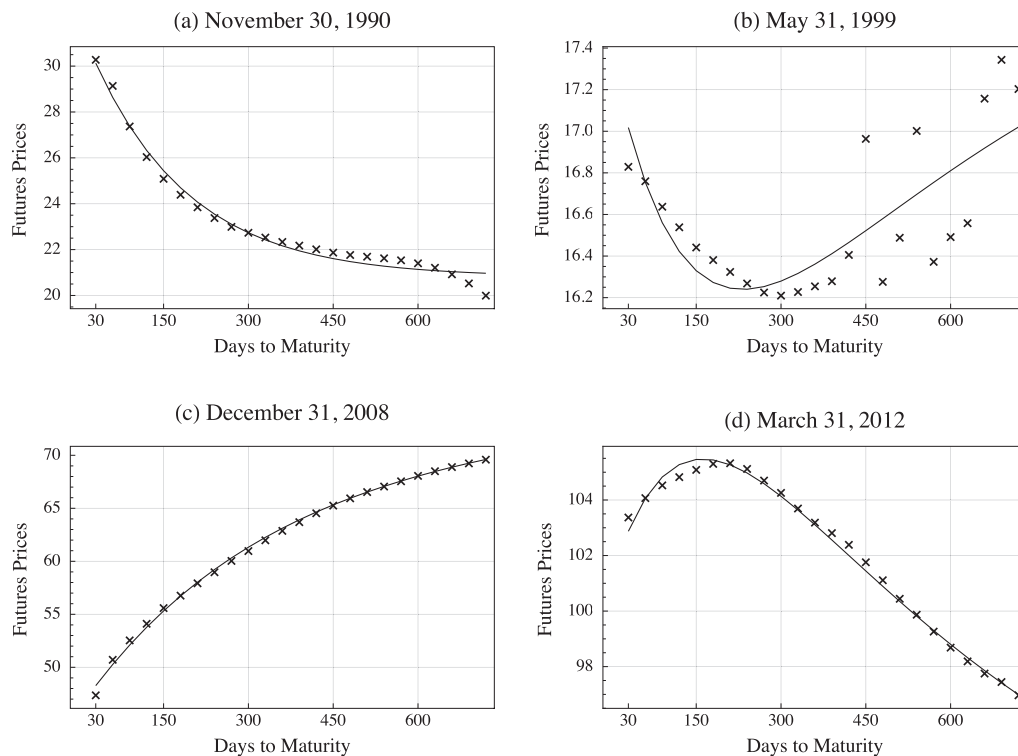 (a) November 30, 1990
Futures Prices
30
28
26
24
22
20
30 150 300 450 600
Days to Maturity
(b) May 31, 1999
Futures Prices
17.4
17.2
17.0
16.8
16.6
16.4
16.2
30 150 300 450 600
Days to Maturity
(c) December 31, 2008
Futures Prices
70
65
60
55
50
30 150 300 450 600
Days to Maturity
(d) March 31, 2012
Futures Prices
104
102
100
98
30 150 300 450 600
Days to Maturity